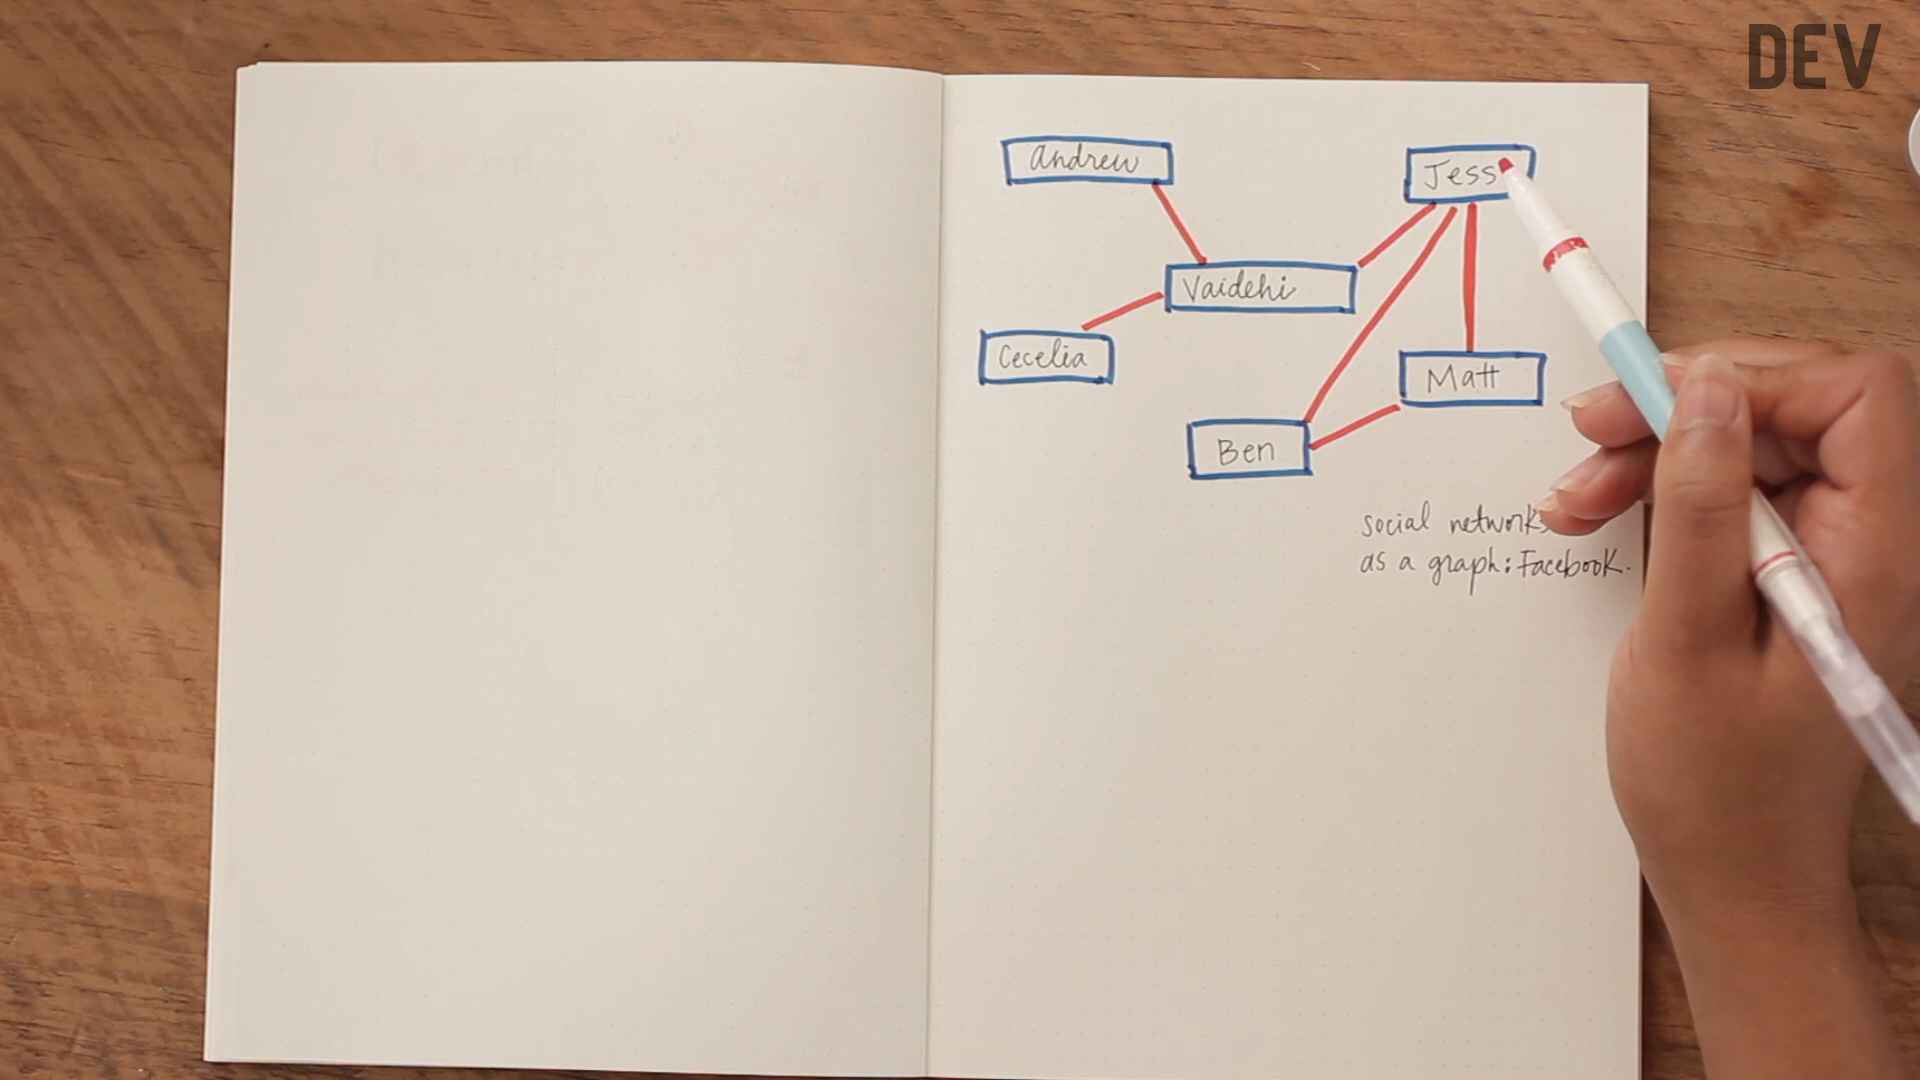 DEV
andrew
Jess
Vaidehi
Cecelia
Matt
Ben
social networks
as a graph: Facebook.